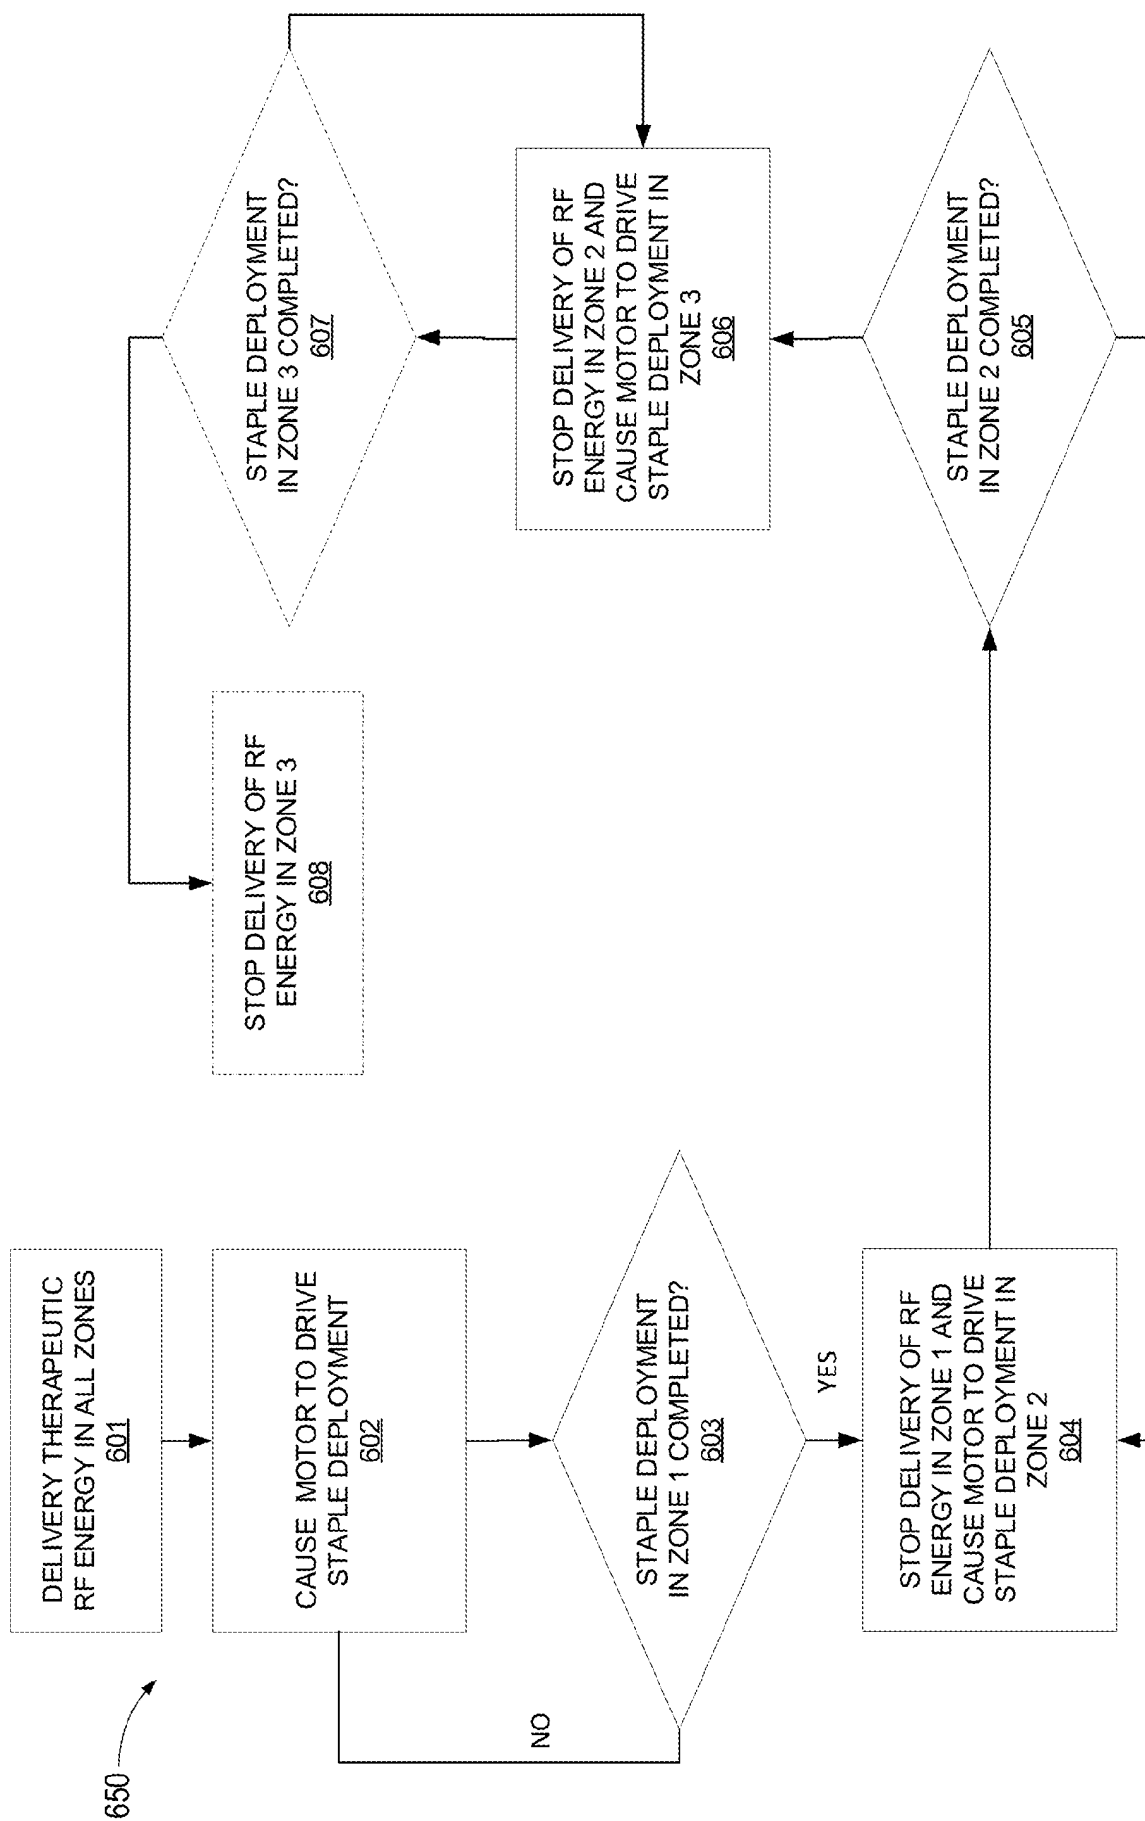 650
DELIVERY THERAPEUTIC
RF ENERGY IN ALL ZONES
601
CAUSE MOTOR TO DRIVE
STAPLE DEPLOYMENT
602
NO
STAPLE DEPLOYMENT
IN ZONE 1 COMPLETED?
603
YES
STOP DELIVERY OF RF
ENERGY IN ZONE 1 AND
CAUSE MOTOR TO DRIVE
STAPLE DEPLOYMENT IN
ZONE 2
604
STAPLE DEPLOYMENT
IN ZONE 2 COMPLETED?
605
STOP DELIVERY OF RF
ENERGY IN ZONE 2 AND
CAUSE MOTOR TO DRIVE
STAPLE DEPLOYMENT IN
ZONE 3
606
STAPLE DEPLOYMENT
IN ZONE 3 COMPLETED?
607
STOP DELIVERY OF RF
ENERGY IN ZONE 3
608